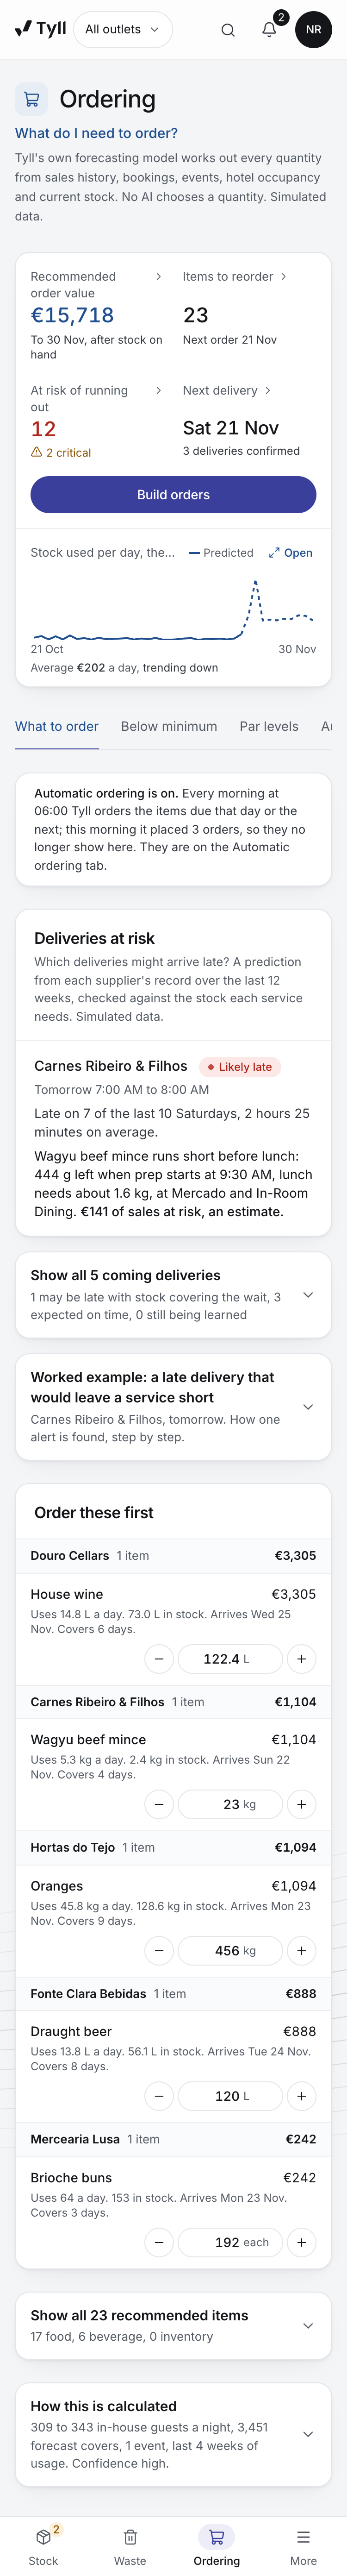 Tyll
All outlets
2
NR
Ordering
What do I need to order?
Tyll's own forecasting model works out every quantity
from sales history, bookings, events, hotel occupancy
and current stock. No AI chooses a quantity. Simulated
data.
Recommended
order value
€15,718
To 30 Nov, after stock on
hand
Items to reorder
23
Next order 21 Nov
At risk of running
out
12
2 critical
Next delivery
Sat 21 Nov
3 deliveries confirmed
Build orders
Stock used per day, the...
Predicted
Open
21 Oct
30 Nov
Average €202 a day, trending down
What to order
Below minimum
Par levels
Automatic ordering is on. Every morning at
06:00 Tyll orders the items due that day or the
next; this morning it placed 3 orders, so they no
longer show here. They are on the Automatic
ordering tab.
Deliveries at risk
Which deliveries might arrive late? A prediction
from each supplier's record over the last 12
weeks, checked against the stock each service
needs. Simulated data.
Carnes Ribeiro & Filhos
Likely late
Tomorrow 7:00 AM to 8:00 AM
Late on 7 of the last 10 Saturdays, 2 hours 25
minutes on average.
Wagyu beef mince runs short before lunch:
444 g left when prep starts at 9:30 AM, lunch
needs about 1.6 kg, at Mercado and In-Room
Dining. €141 of sales at risk, an estimate.
Show all 5 coming deliveries
1 may be late with stock covering the wait, 3
expected on time, 0 still being learned
Worked example: a late delivery that
would leave a service short
Carnes Ribeiro & Filhos, tomorrow. How one
alert is found, step by step.
Order these first
Douro Cellars 1 item €3,305
House wine €3,305
Uses 14.8 L a day. 73.0 L in stock. Arrives Wed 25
Nov. Covers 6 days.
− 122.4 L +
Carnes Ribeiro & Filhos 1 item €1,104
Wagyu beef mince €1,104
Uses 5.3 kg a day. 2.4 kg in stock. Arrives Sun 22
Nov. Covers 4 days.
− 23 kg +
Hortas do Tejo 1 item €1,094
Oranges €1,094
Uses 45.8 kg a day. 128.6 kg in stock. Arrives Mon 23
Nov. Covers 9 days.
− 456 kg +
Fonte Clara Bebidas 1 item €888
Draught beer €888
Uses 13.8 L a day. 56.1 L in stock. Arrives Tue 24 Nov.
Covers 8 days.
− 120 L +
Mercearia Lusa 1 item €242
Brioche buns €242
Uses 64 a day. 153 in stock. Arrives Mon 23 Nov.
Covers 3 days.
− 192 each +
Show all 23 recommended items
17 food, 6 beverage, 0 inventory
How this is calculated
309 to 343 in-house guests a night, 3,451
forecast covers, 1 event, last 4 weeks of
usage. Confidence high.
2
Stock
Waste
Ordering
More